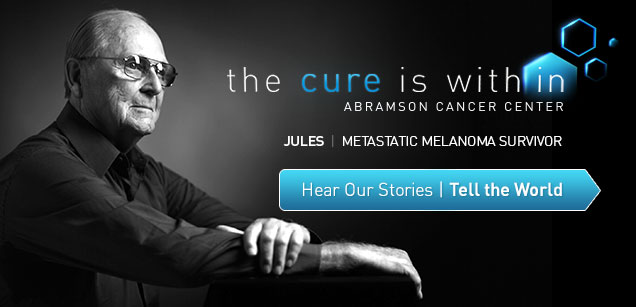 the cure is within
ABRAMSON CANCER CENTER
JULES | METASTATIC MELANOMA SURVIVOR
Hear Our Stories | Tell the World